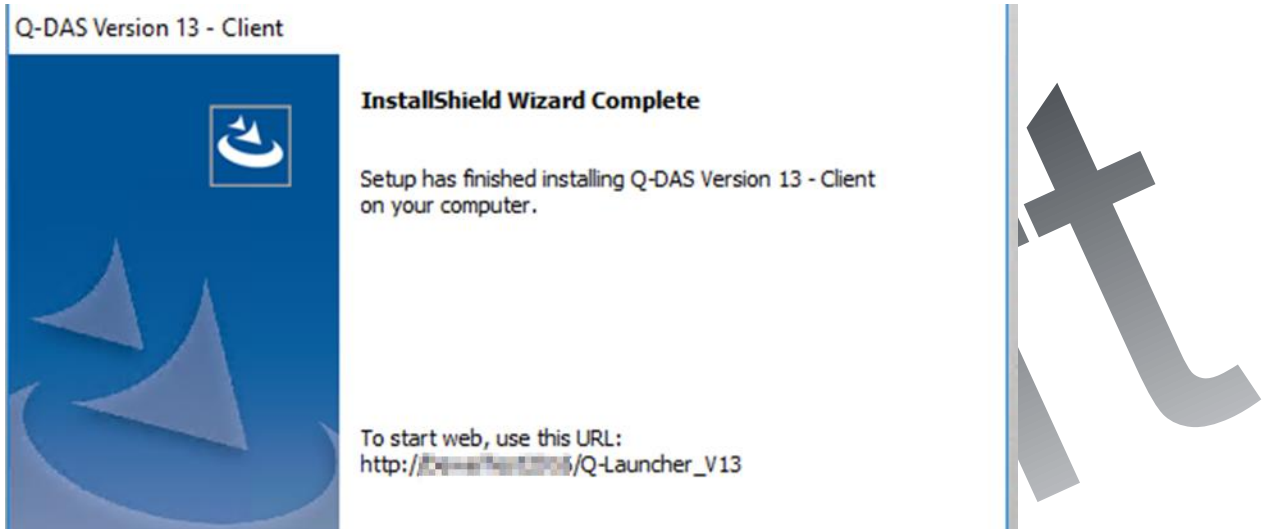 Q-DAS Version 13 - Client
InstallShield Wizard Complete
Setup has finished installing Q-DAS Version 13 - Client
on your computer.
To start web, use this URL:
http:// /Q-Launcher_V13